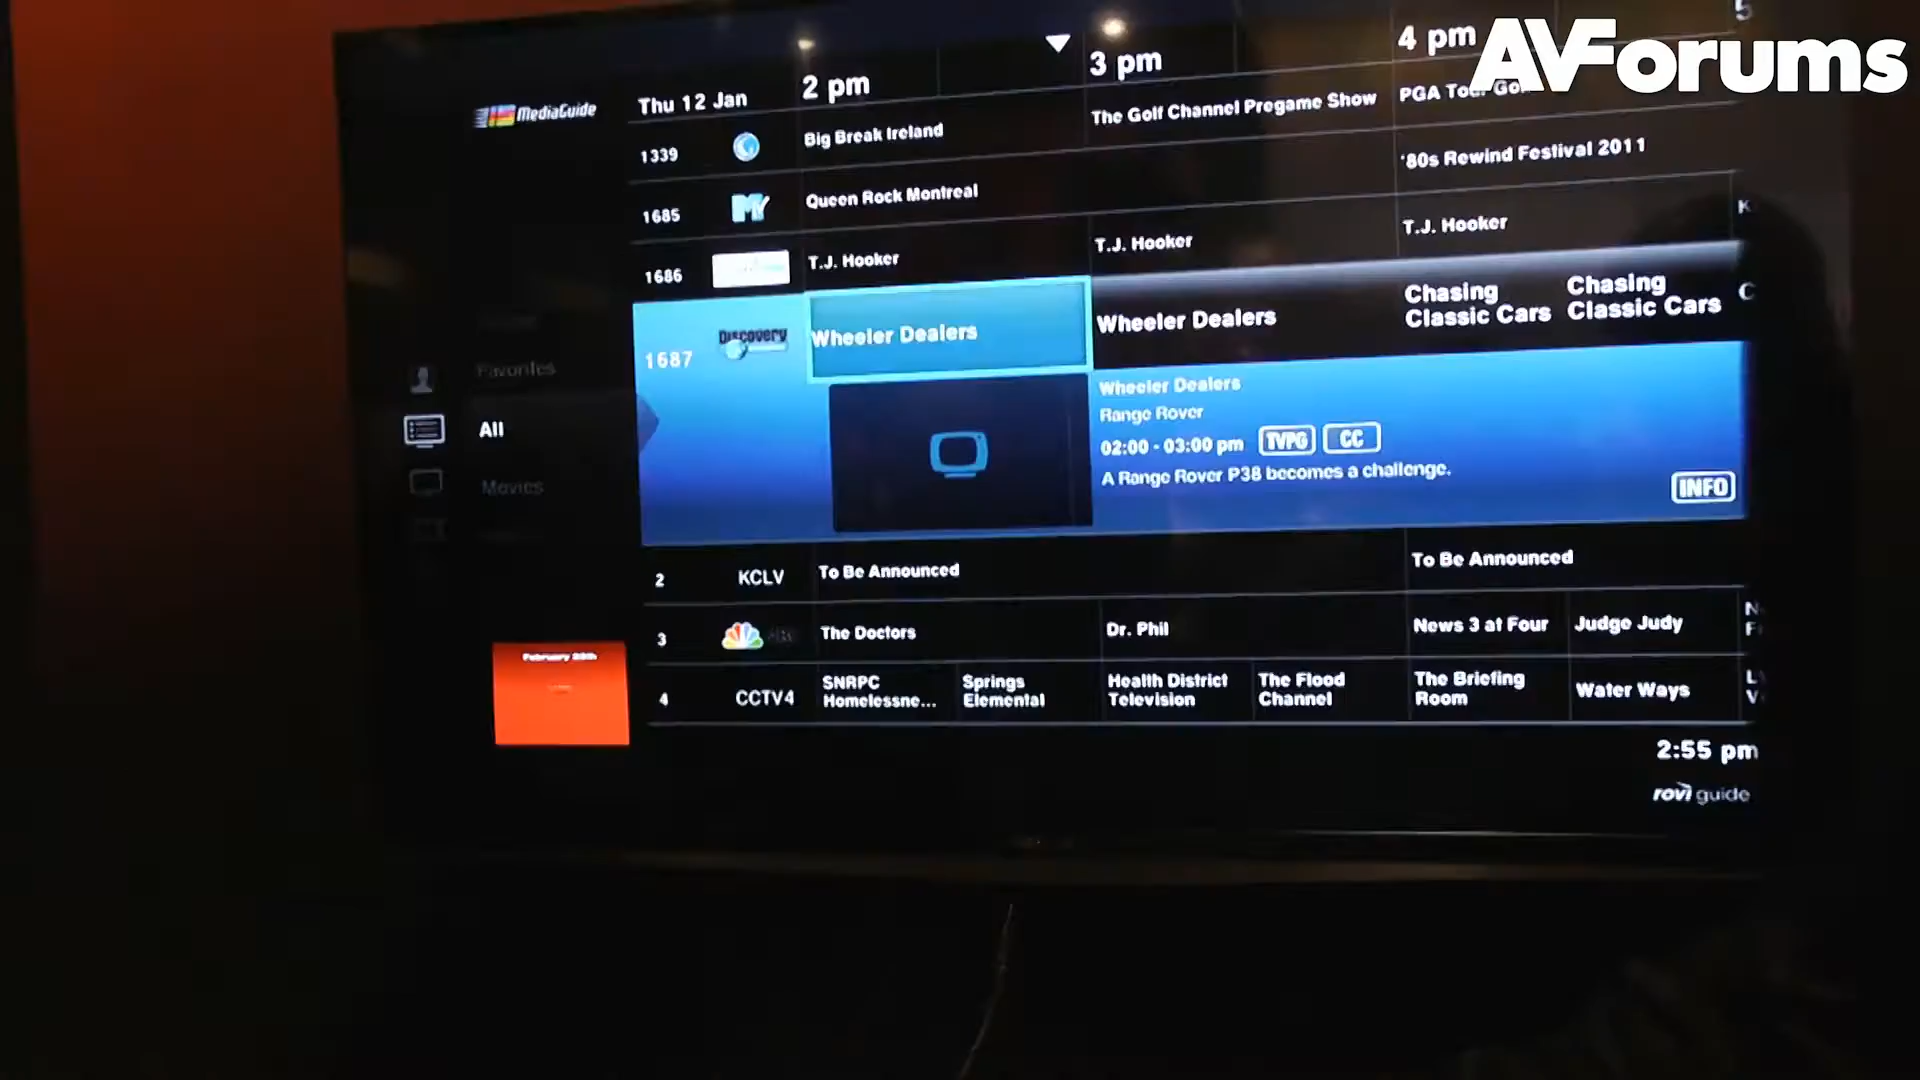 AVForums
5
MediaGuide
Thu 12 Jan
2 pm
3 pm
4 pm
1339
Big Break Ireland
The Golf Channel Pregame Show
PGA Tour Gol
1685
Queen Rock Montreal
'80s Rewind Festival 2011
1686
T.J. Hooker
T.J. Hooker
T.J. Hooker
K
1687
Discovery
Wheeler Dealers
Wheeler Dealers
Chasing
Classic Cars
Chasing
Classic Cars
C
Favorites
All
Movies
Wheeler Dealers
Range Rover
02:00 - 03:00 pm
TVPG
CC
A Range Rover P38 becomes a challenge.
INFO
2
KCLV
To Be Announced
To Be Announced
3
The Doctors
Dr. Phil
News 3 at Four
Judge Judy
4
CCTV4
SNRPC
Homelessne...
Springs
Elemental
Health District
Television
The Flood
Channel
The Briefing
Room
Water Ways
2:55 pm
rovi guide